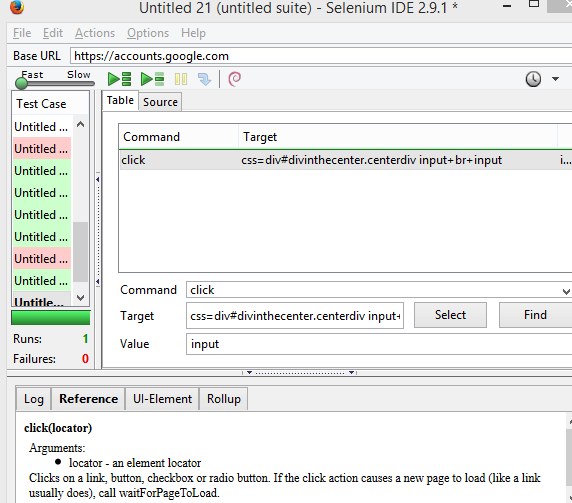 Untitled 21 (untitled suite) - Selenium IDE 2.9.1 *
File Edit Actions Options Help
Base URL https://accounts.google.com
Fast Slow
Test Case
Table Source
Untitled ...
Untitled ...
Untitled ...
Untitled ...
Untitled ...
Untitled ...
Untitled ...
Untitled ...
Untitle...
Command Target
click css=div#divinthecenter.centerdiv input+br+input i...
Command click
Target css=div#divinthecenter.centerdiv input+ Select Find
Value input
Runs: 1
Failures: 0
Log Reference UI-Element Rollup
click(locator)
Arguments:
• locator - an element locator
Clicks on a link, button, checkbox or radio button. If the click action causes a new page to load (like a link
usually does), call waitForPageToLoad.